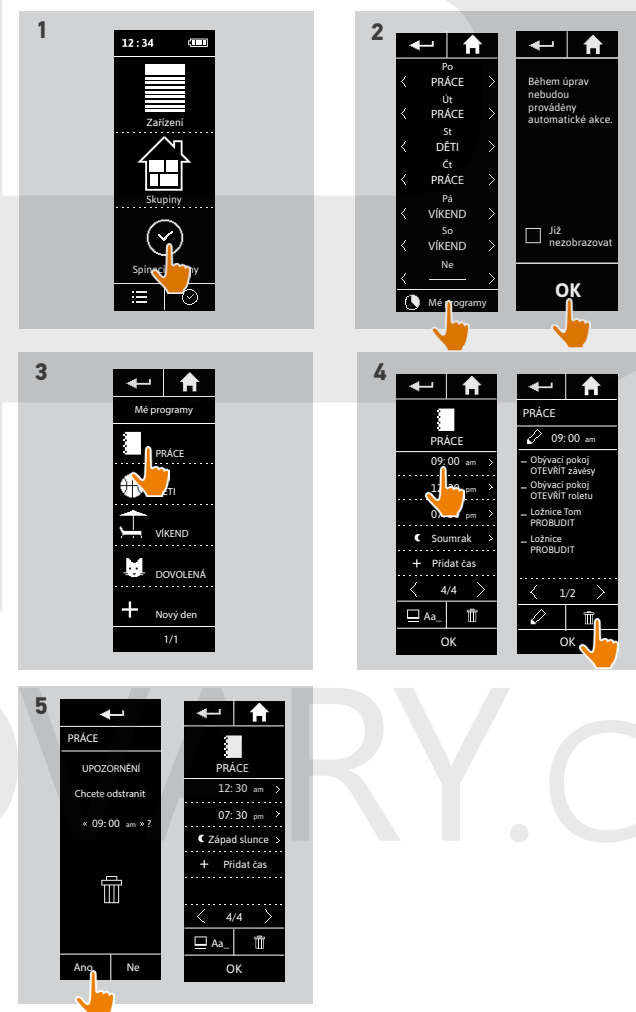 1
12:34
Zařízení
Skupiny
2
Po
PRÁCE
Út
PRÁCE
St
DĚTI
Čt
PRÁCE
Pá
VÍKEND
So
VÍKEND
Ne
Mé programy
Během úprav
nebudou
prováděny
automatické akce.
Již
nezobrazovat
OK
3
Mé programy
PRÁCE
VÍKEND
DOVOLENÁ
Nový den
1/1
4
PRÁCE
09:00 am
pm
pm
Soumrak
+ Přidat čas
4/4
Aa_
OK
PRÁCE
09:00 am
– Obývací pokoj
OTEVŘÍT závěsy
– Obývací pokoj
OTEVŘÍT roletu
– Ložnice Tom
PROBUDIT
– Ložnice
PROBUDIT
1/2
OK
5
PRÁCE
UPOZORNĚNÍ
Chcete odstranit
« 09:00 am » ?
Ano Ne
PRÁCE
12:30 am
07:30 pm
Západ slunce
+ Přidat čas
4/4
Aa_
OK